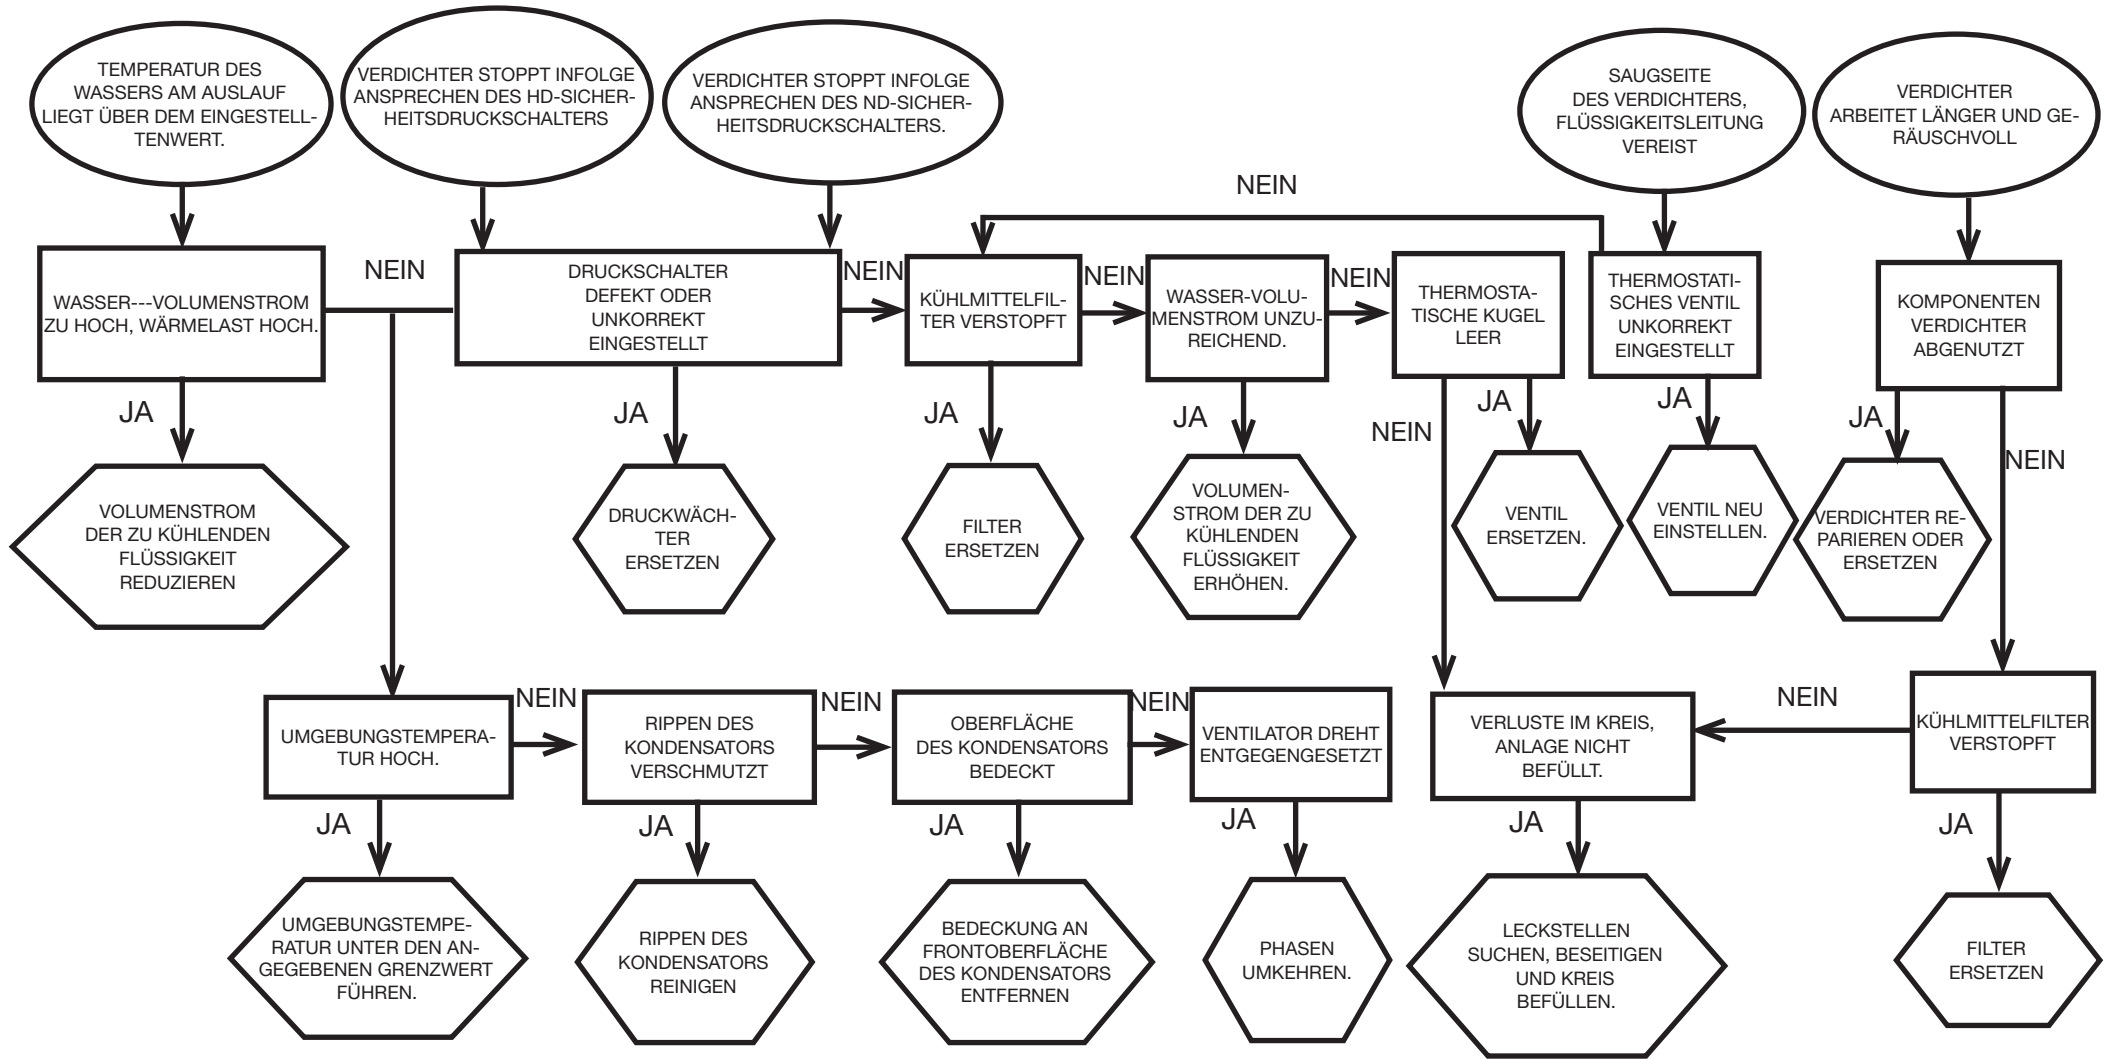 TEMPERATUR DES
WASSERS AM AUSLAUF
LIEGT ÜBER DEM EINGESTELL-
TENWERT.
VERDICHTER STOPPT INFOLGE
ANSPRECHEN DES HD-SICHER-
HEITSDRUCKSCHALTERS
VERDICHTER STOPPT INFOLGE
ANSPRECHEN DES ND-SICHER-
HEITSDRUCKSCHALTERS.
SAUGSEITE
DES VERDICHTERS,
FLÜSSIGKEITSLEITUNG
VEREIST
VERDICHTER
ARBEITET LÄNGER UND GE-
RÄUSCHVOLL
NEIN
WASSER---VOLUMENSTROM
ZU HOCH, WÄRMELAST HOCH.
NEIN
DRUCKSCHALTER
DEFEKT ODER
UNKORREKT
EINGESTELLT
NEIN
KÜHLMITTELFIL-
TER VERSTOPFT
NEIN
WASSER-VOLU-
MENSTROM UNZU-
REICHEND.
NEIN
THERMOSTA-
TISCHE KUGEL
LEER
THERMOSTATI-
SCHES VENTIL
UNKORREKT
EINGESTELLT
KOMPONENTEN
VERDICHTER
ABGENUTZT
JA
JA
JA
JA
NEIN
JA
JA
JA
NEIN
VOLUMENSTROM
DER ZU KÜHLENDEN
FLÜSSIGKEIT
REDUZIEREN
DRUCKWÄCH-
TER
ERSETZEN
FILTER
ERSETZEN
VOLUMEN-
STROM DER ZU
KÜHLENDEN
FLÜSSIGKEIT
ERHÖHEN.
VENTIL
ERSETZEN.
VENTIL NEU
EINSTELLEN.
VERDICHTER RE-
PARIEREN ODER
ERSETZEN
UMGEBUNGSTEMPERA-
TUR HOCH.
NEIN
RIPPEN DES
KONDENSATORS
VERSCHMUTZT
NEIN
OBERFLÄCHE
DES KONDENSATORS
BEDECKT
NEIN
VENTILATOR DREHT
ENTGEGENGESETZT
VERLUSTE IM KREIS,
ANLAGE NICHT
BEFÜLLT.
NEIN
KÜHLMITTELFILTER
VERSTOPFT
JA
JA
JA
JA
JA
JA
UMGEBUNGSTEMPE-
RATUR UNTER DEN AN-
GEGEBENEN GRENZWERT
FÜHREN.
RIPPEN DES
KONDENSATORS
REINIGEN
BEDECKUNG AN
FRONTOBERFLÄCHE
DES KONDENSATORS
ENTFERNEN
PHASEN
UMKEHREN.
LECKSTELLEN
SUCHEN, BESEITIGEN
UND KREIS
BEFÜLLEN.
FILTER
ERSETZEN